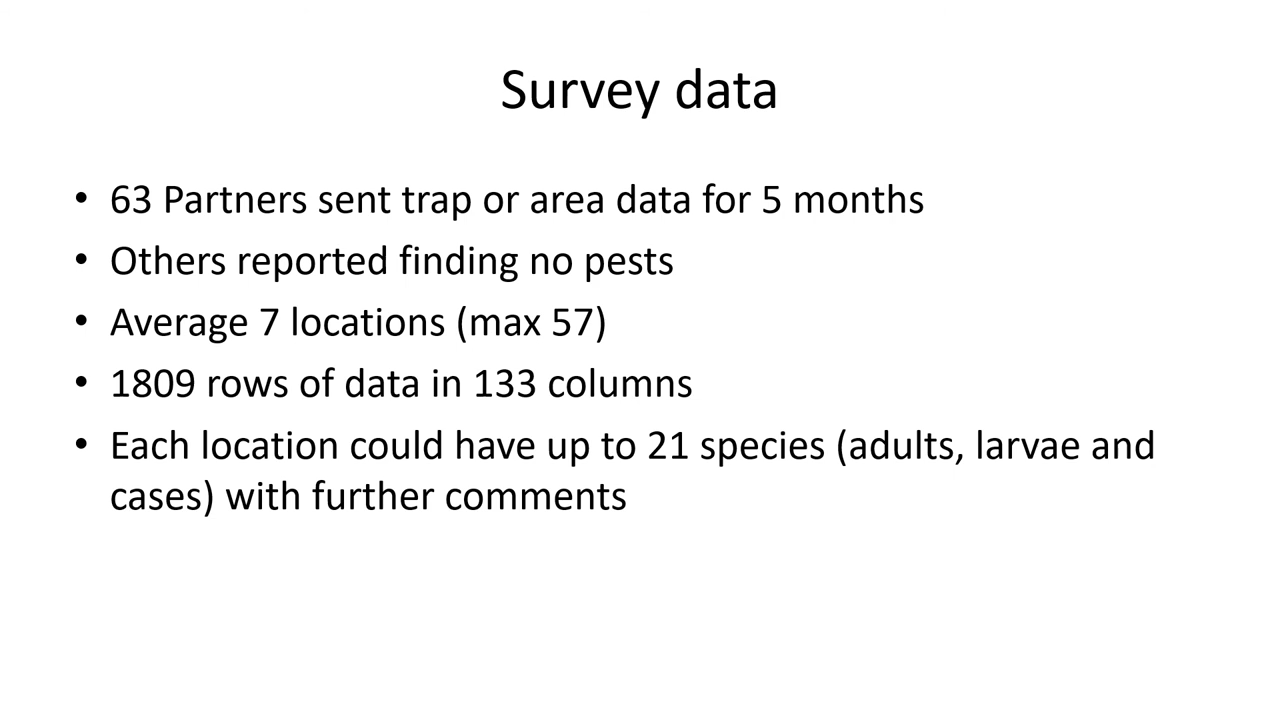 Survey data
• 63 Partners sent trap or area data for 5 months
• Others reported finding no pests
• Average 7 locations (max 57)
• 1809 rows of data in 133 columns
• Each location could have up to 21 species (adults, larvae and
cases) with further comments